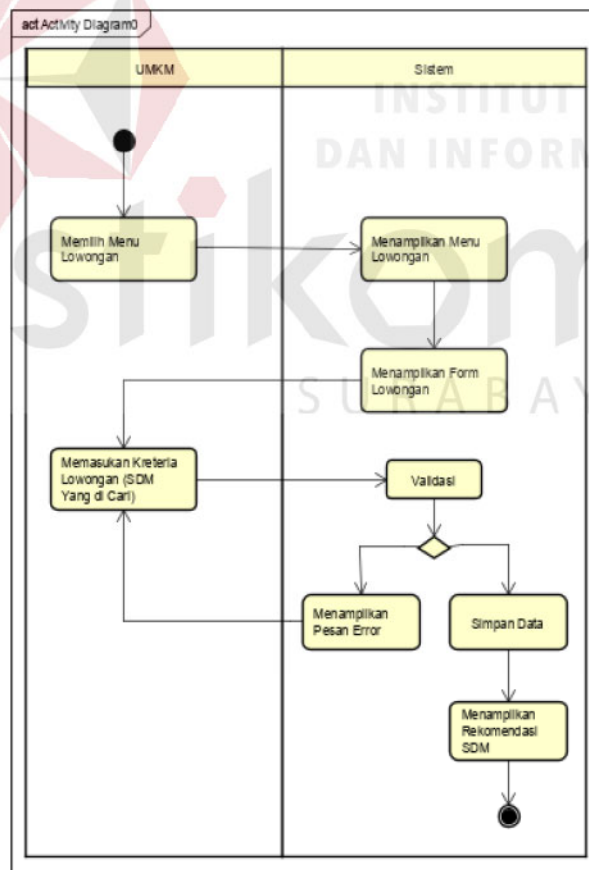 act Activity Diagram0
UMKM
Sistem
INSTITUT
DAN INFORM
Memilih Menu
Lowongan
Menampilkan Menu
Lowongan
stikom
Menampilkan Form
Lowongan
SURABAY
Memasukan Kreteria
Lowongan (SDM
Yang di Cari)
Validasi
Menampilkan
Pesan Error
Simpan Data
Menampilkan
Rekomendasi
SDM